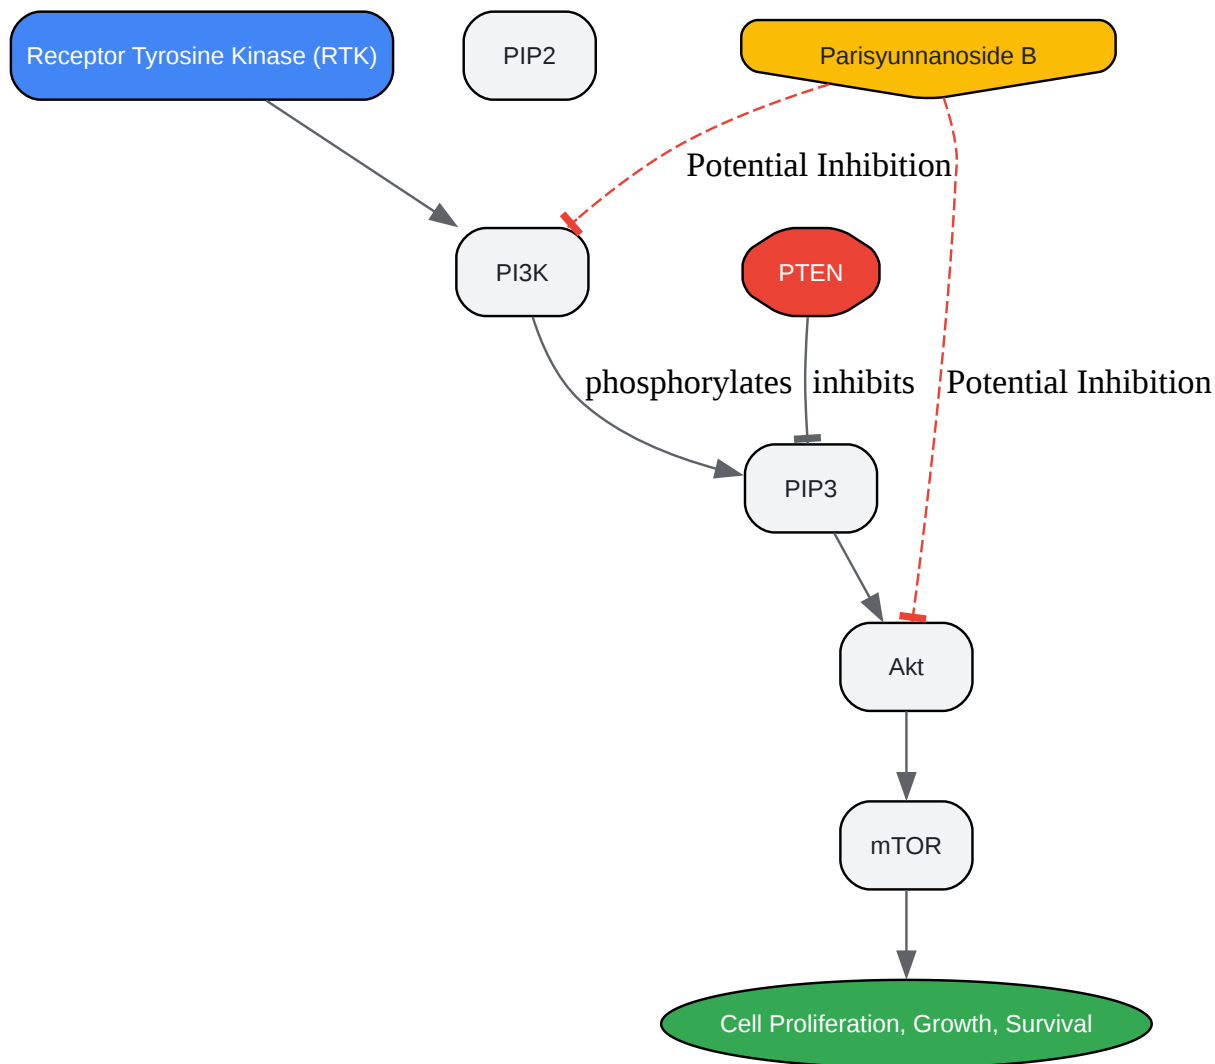 Receptor Tyrosine Kinase (RTK)
PIP2
Parisyunnanoside B
Potential Inhibition
PI3K
PTEN
phosphorylates
inhibits
Potential Inhibition
PIP3
Akt
mTOR
Cell Proliferation, Growth, Survival